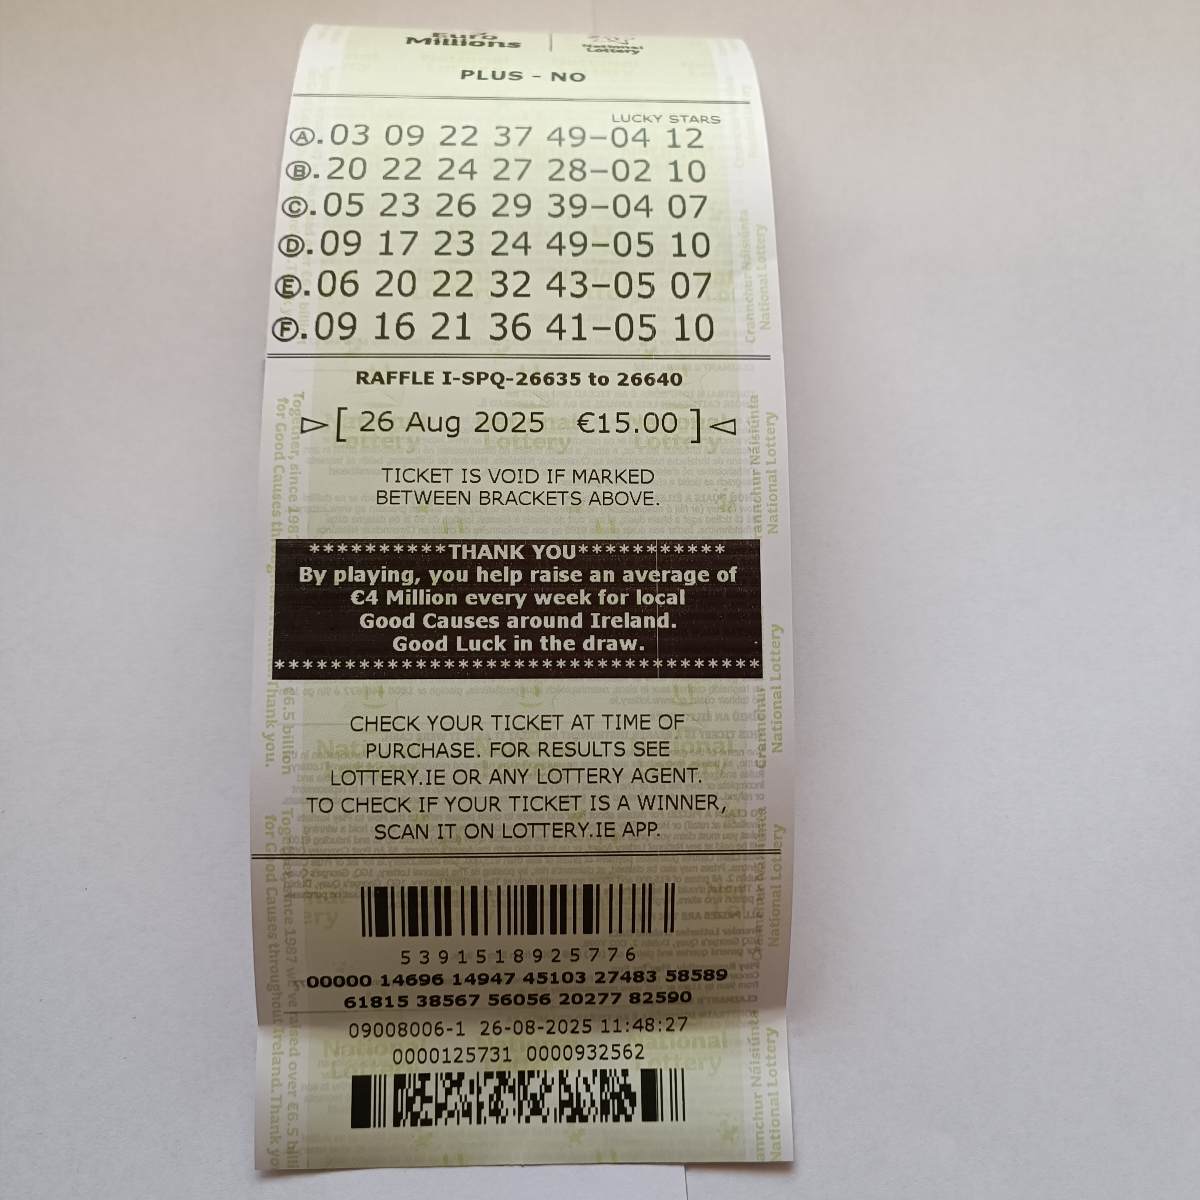 Euro
Millions
National
Lottery
PLUS - NO
LUCKY STARS
A. 03 09 22 37 49-04 12
B. 20 22 24 27 28-02 10
C. 05 23 26 29 39-04 07
D. 09 17 23 24 49-05 10
E. 06 20 22 32 43-05 07
F. 09 16 21 36 41-05 10
RAFFLE I-SPQ-26635 to 26640
[ 26 Aug 2025 €15.00 ]
TICKET IS VOID IF MARKED
BETWEEN BRACKETS ABOVE.
**********THANK YOU***********
By playing, you help raise an average of
€4 Million every week for local
Good Causes around Ireland.
Good Luck in the draw.
***********************************
CHECK YOUR TICKET AT TIME OF
PURCHASE. FOR RESULTS SEE
LOTTERY.IE OR ANY LOTTERY AGENT.
TO CHECK IF YOUR TICKET IS A WINNER,
SCAN IT ON LOTTERY.IE APP.
5391518925776
00000 14696 14947 45103 27483 58589
61815 38567 56056 20277 82590
09008006-1 26-08-2025 11:48:27
0000125731 0000932562
Crannchur Náisiúnta
National Lottery